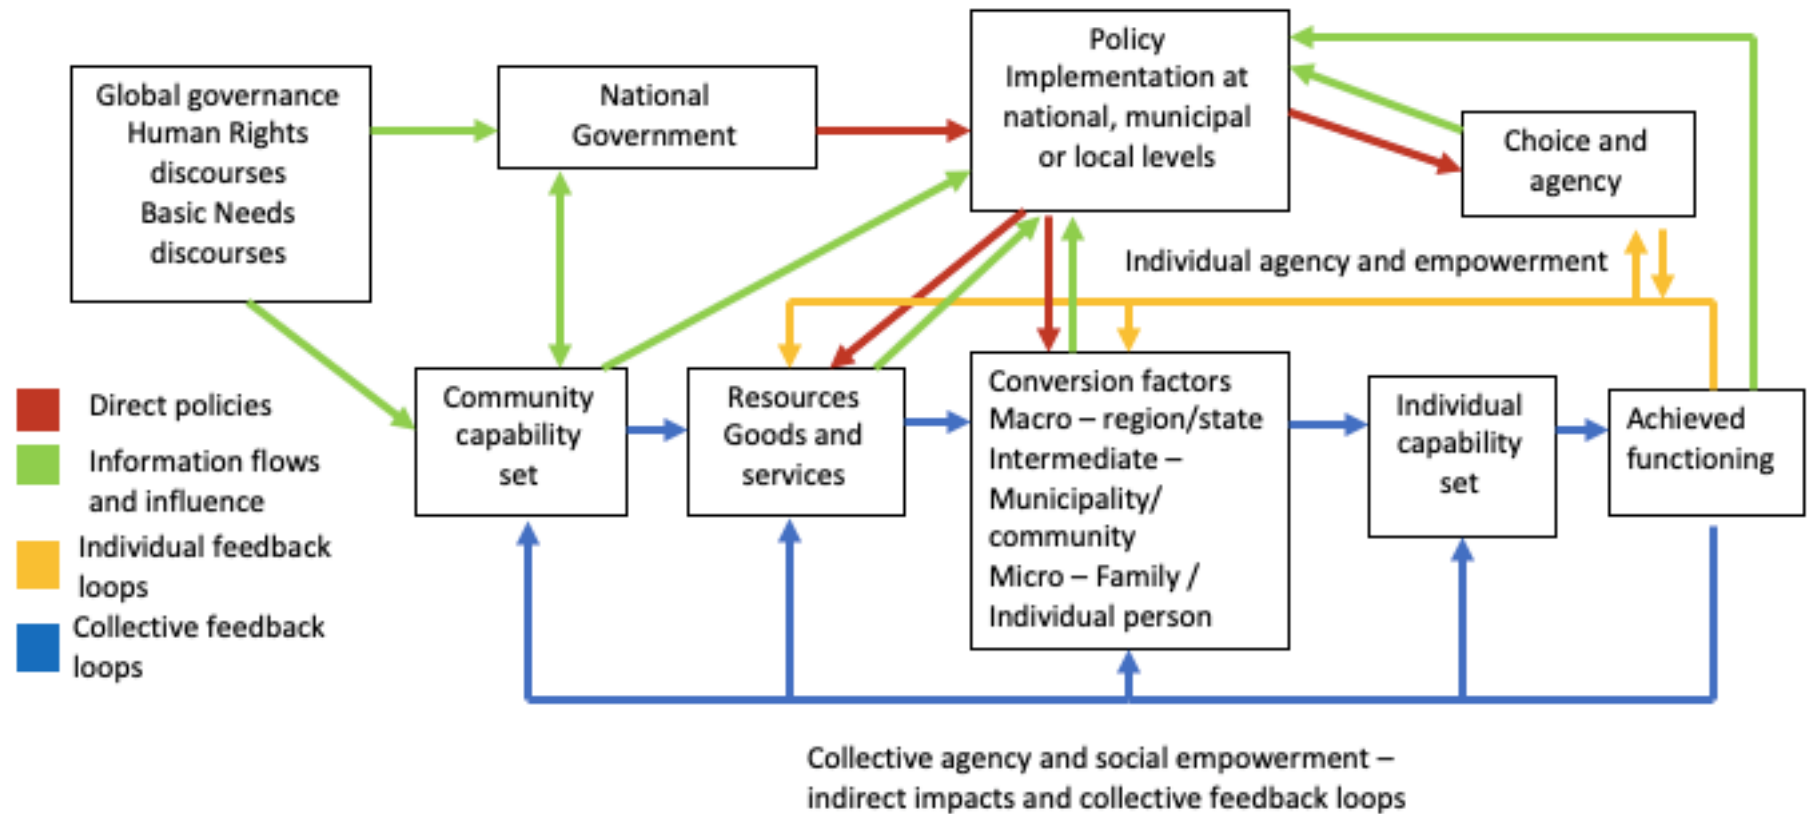 Global governance
Human Rights
discourses
Basic Needs
discourses
National
Government
Policy
Implementation at
national, municipal
or local levels
Choice and
agency
Individual agency and empowerment
Direct policies
Information flows
and influence
Individual feedback
loops
Collective feedback
loops
Community
capability
set
Resources
Goods and
services
Conversion factors
Macro – region/state
Intermediate –
Municipality/
community
Micro – Family /
Individual person
Individual
capability
set
Achieved
functioning
Collective agency and social empowerment –
indirect impacts and collective feedback loops